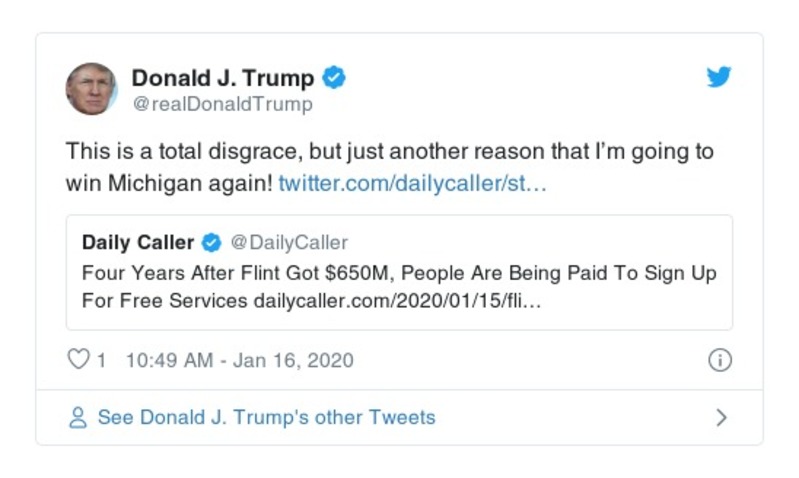 Donald J. Trump
@realDonaldTrump
This is a total disgrace, but just another reason that I’m going to
win Michigan again! twitter.com/dailycaller/st…
Daily Caller @DailyCaller
Four Years After Flint Got $650M, People Are Being Paid To Sign Up
For Free Services dailycaller.com/2020/01/15/fli…
1 10:49 AM - Jan 16, 2020
See Donald J. Trump's other Tweets